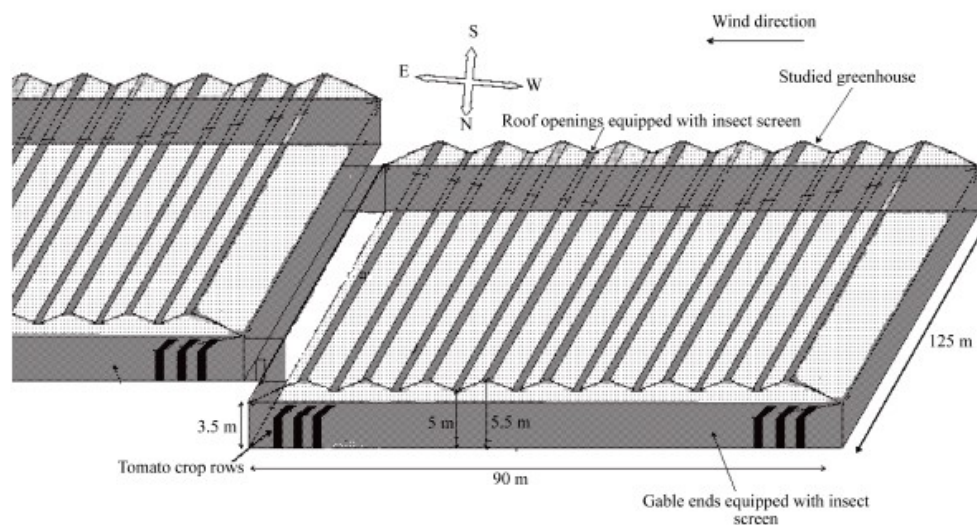 Wind direction
S
E
W
N
Studied greenhouse
Roof openings equipped with insect screen
125 m
3.5 m
5 m
5.5 m
Tomato crop rows
90 m
Gable ends equipped with insect
screen